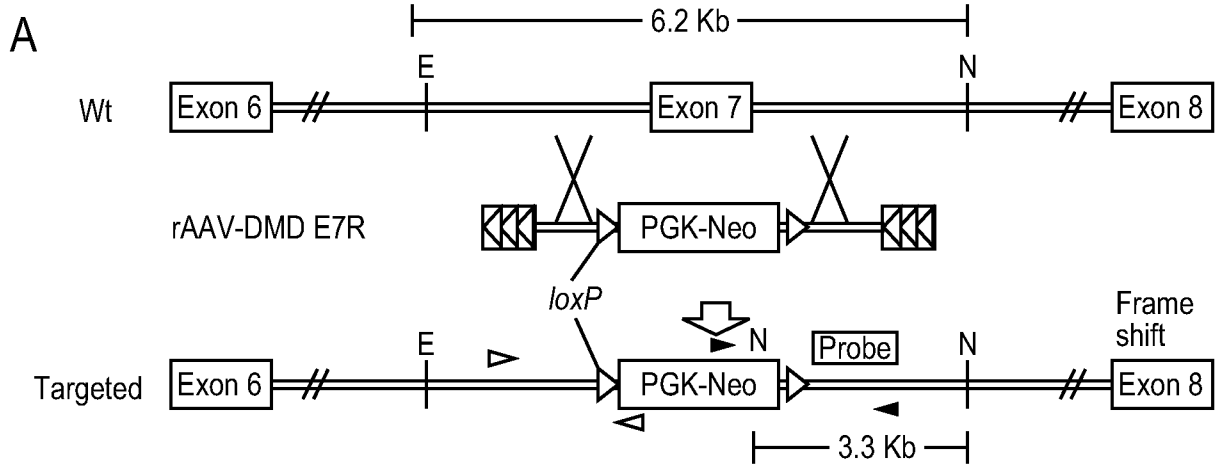 A
6.2 Kb
E
N
Wt
Exon 6
Exon 7
Exon 8
rAAV-DMD E7R
PGK-Neo
loxP
Frame
shift
E
N
Probe
N
Targeted
Exon 6
PGK-Neo
Exon 8
3.3 Kb